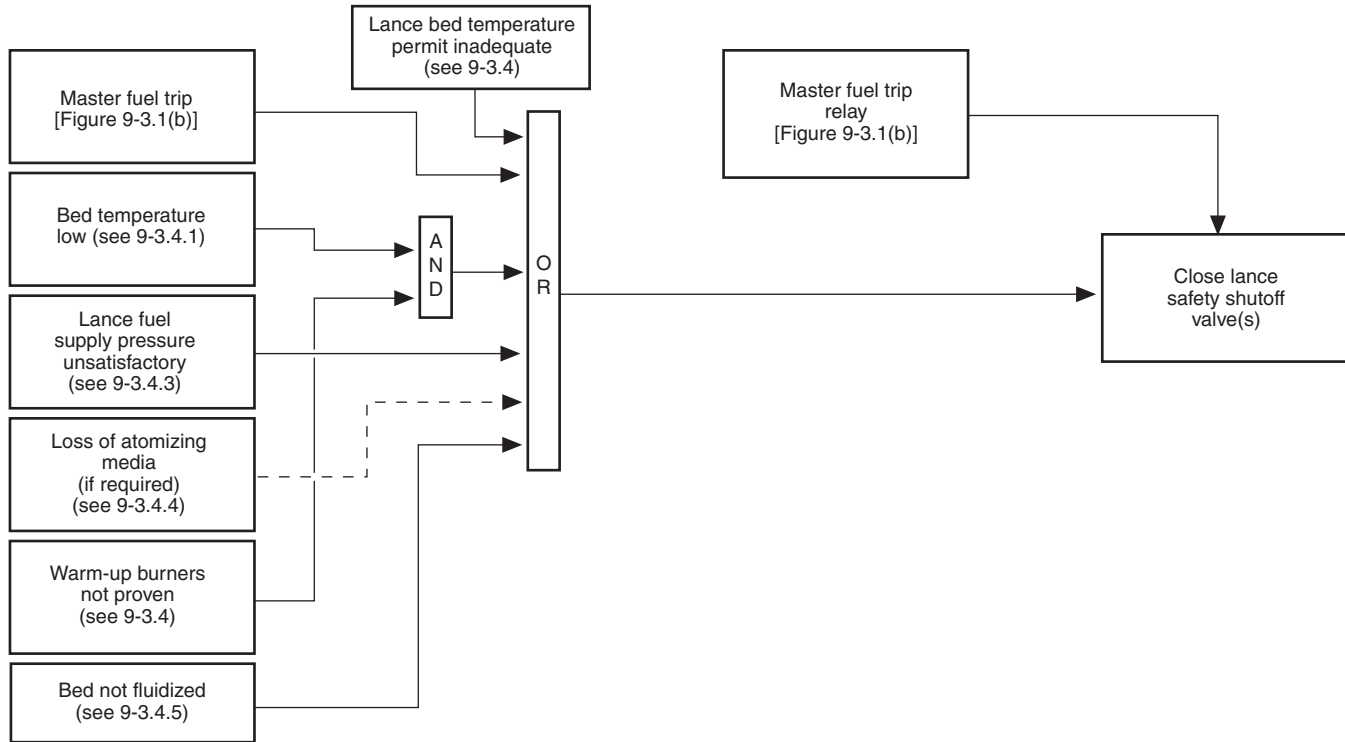 Lance bed temperature
permit inadequate
(see 9-3.4)
Master fuel trip
[Figure 9-3.1(b)]
Master fuel trip
relay
[Figure 9-3.1(b)]
Bed temperature
low (see 9-3.4.1)
A
N
D
O
R
Close lance
safety shutoff
valve(s)
Lance fuel
supply pressure
unsatisfactory
(see 9-3.4.3)
Loss of atomizing
media
(if required)
(see 9-3.4.4)
Warm-up burners
not proven
(see 9-3.4)
Bed not fluidized
(see 9-3.4.5)